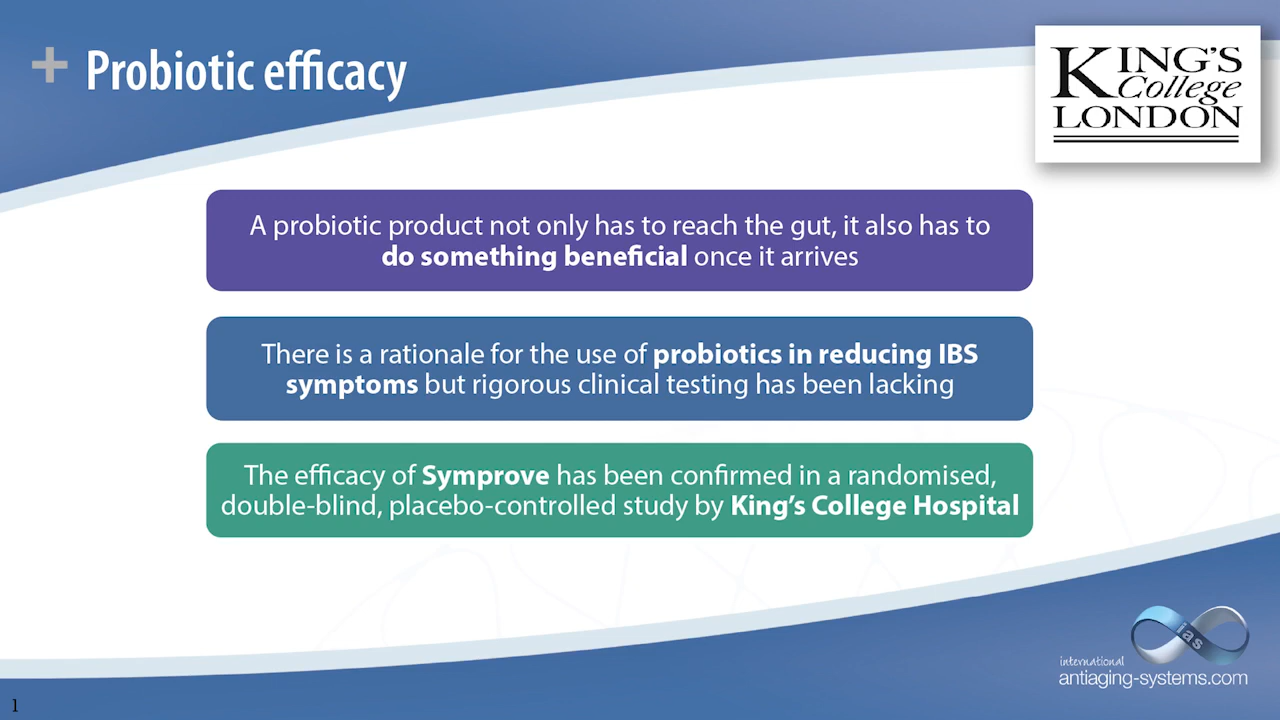 + Probiotic efficacy
KING'S
College
LONDON
A probiotic product not only has to reach the gut, it also has to
do something beneficial once it arrives
There is a rationale for the use of probiotics in reducing IBS
symptoms but rigorous clinical testing has been lacking
The efficacy of Symprove has been confirmed in a randomised,
double-blind, placebo-controlled study by King's College Hospital
ias
international
antiaging-systems.com
1